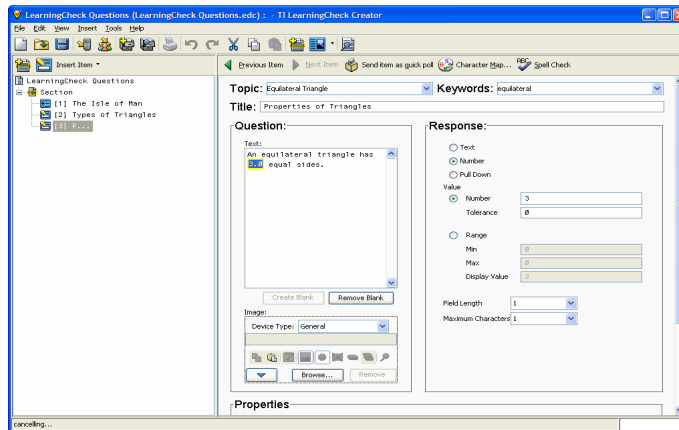 LearningCheck Questions (LearningCheck Questions.edc) : - TI LearningCheck Creator
File Edit View Insert Tools Help
Insert Item
Previous Item Next Item Send item as quick poll Character Map... ABC Spell Check
LearningCheck Questions
Section
[1] The Isle of Man
[2] Types of Triangles
[3] P...
Topic: Equilateral Triangle Keywords: equilateral
Title: Properties of Triangles
Question:
Text:
An equilateral triangle has
3.0 equal sides.
Create Blank Remove Blank
Image:
Device Type: General
Browse... Remove
Response:
Text
Number
Pull Down
Value
Number 3
Tolerance 0
Range
Min 0
Max 0
Display Value 3
Field Length 1
Maximum Characters 1
Properties
cancelling...